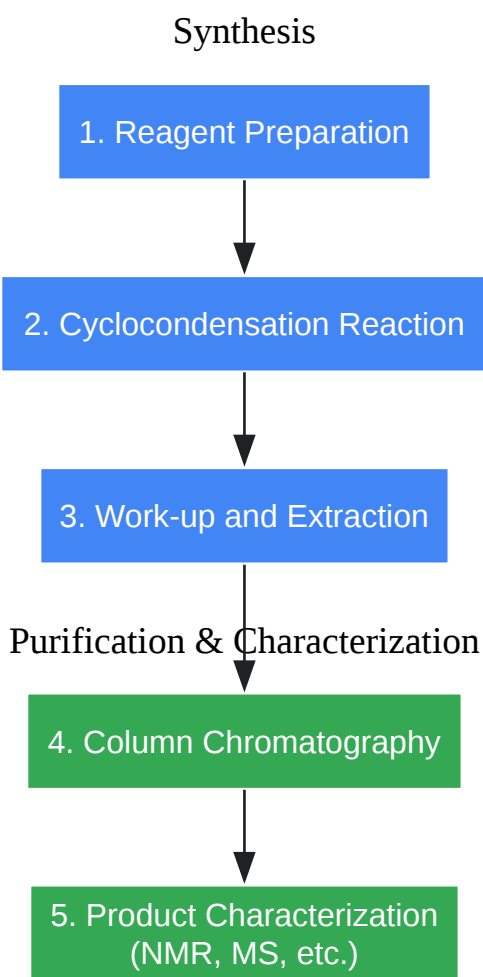 Synthesis
1. Reagent Preparation
2. Cyclocondensation Reaction
3. Work-up and Extraction
Purification & Characterization
4. Column Chromatography
5. Product Characterization
(NMR, MS, etc.)